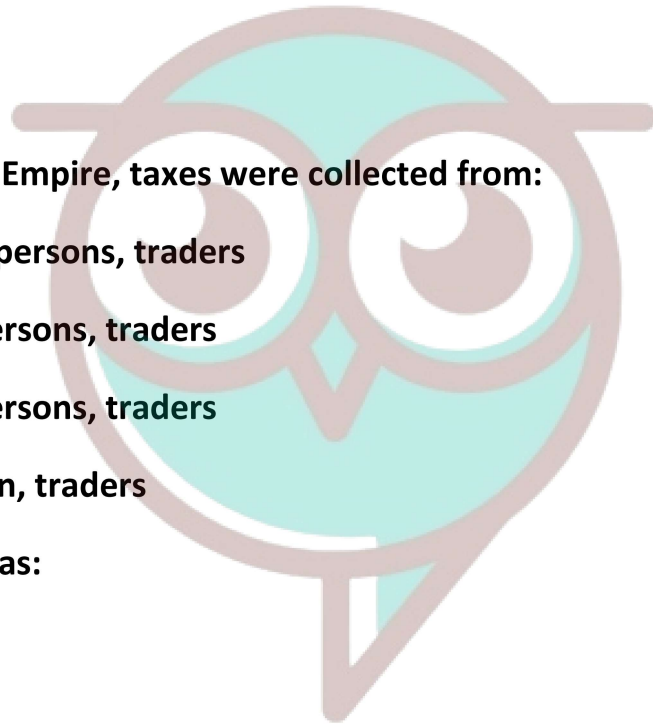 Empire, taxes were collected from:
persons, traders
ersons, traders
ersons, traders
n, traders
as: